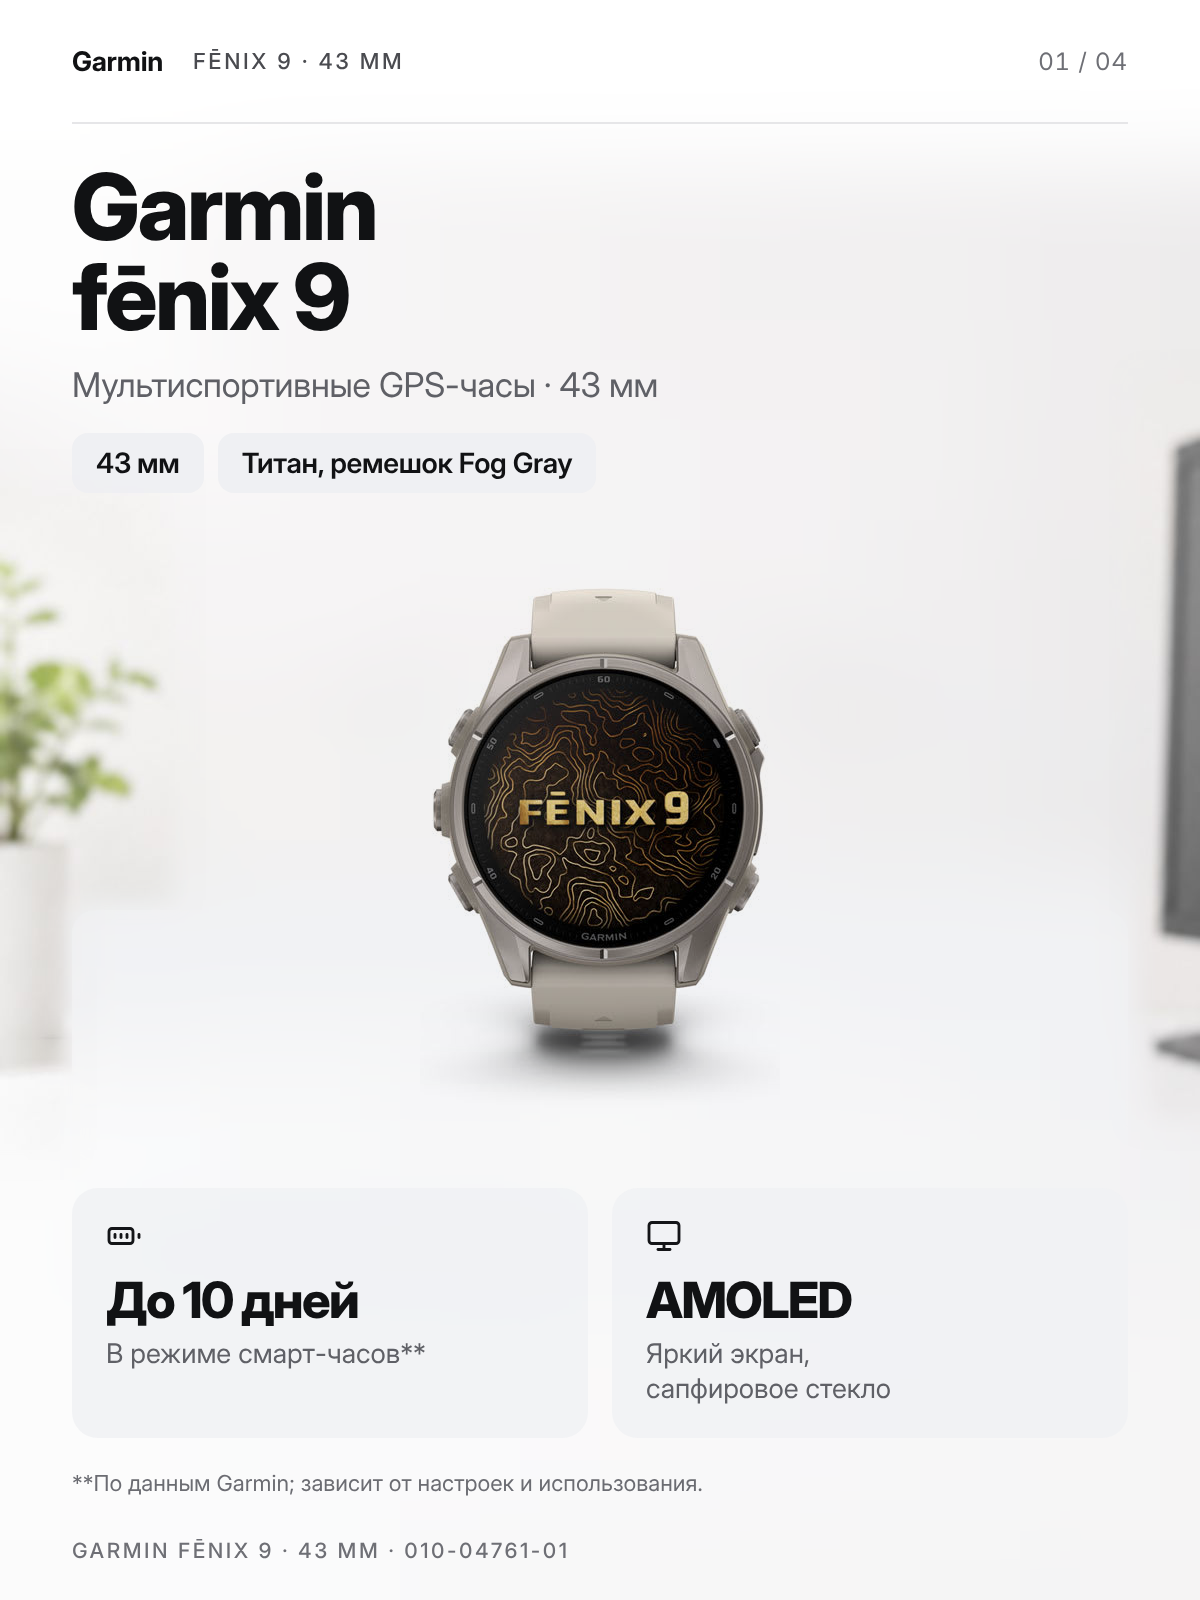 Garmin FĒNIX 9 · 43 ММ 01 / 04
Garmin
fēnix 9
Мультиспортивные GPS-часы · 43 мм
43 мм Титан, ремешок Fog Gray
60
50
FĒNIX 9
40 20
GARMIN
До 10 дней
В режиме смарт-часов**
AMOLED
Яркий экран,
сапфировое стекло
**По данным Garmin; зависит от настроек и использования.
GARMIN FĒNIX 9 · 43 ММ · 010-04761-01